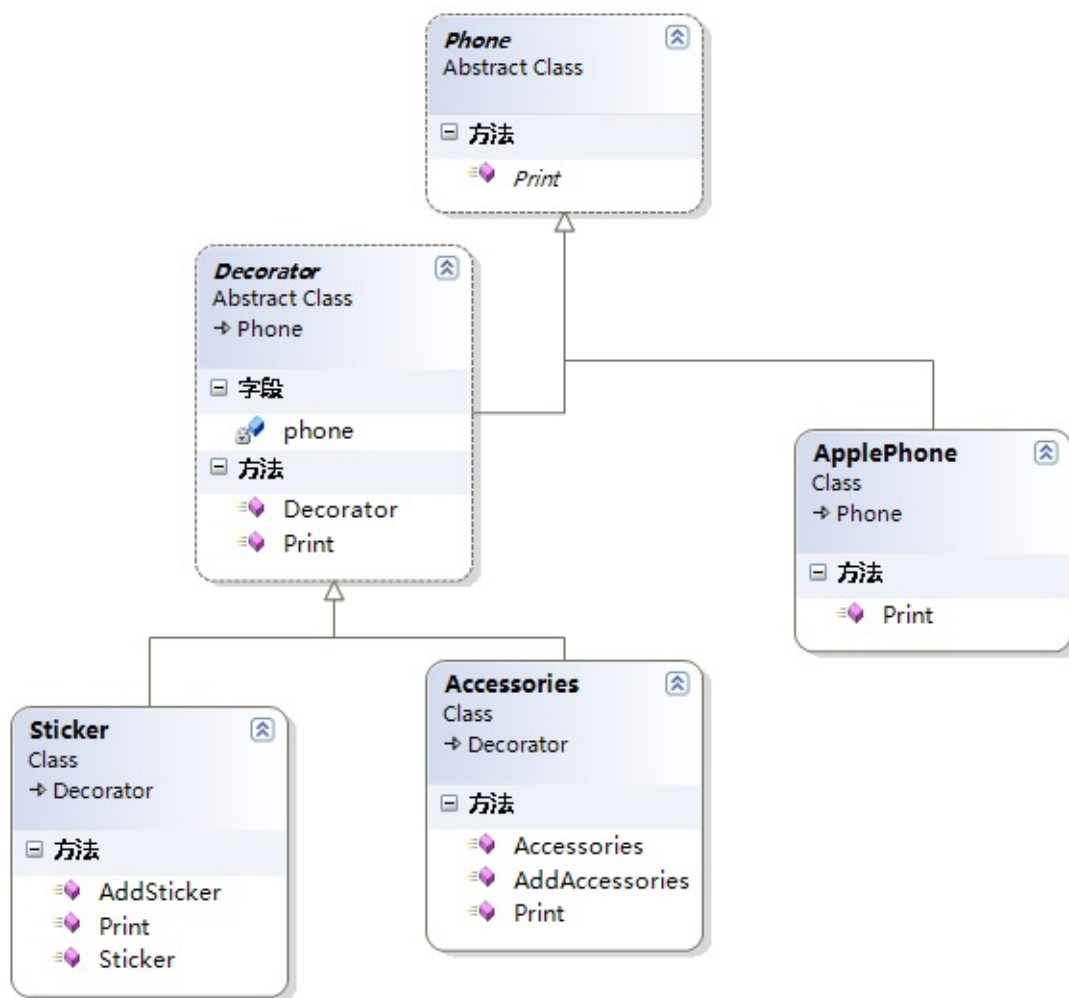 Phone
Abstract Class
方法
Print
Decorator
Abstract Class
Phone
字段
phone
方法
Decorator
Print
ApplePhone
Class
Phone
方法
Print
Sticker
Class
Decorator
方法
AddSticker
Print
Sticker
Accessories
Class
Decorator
方法
Accessories
AddAccessories
Print